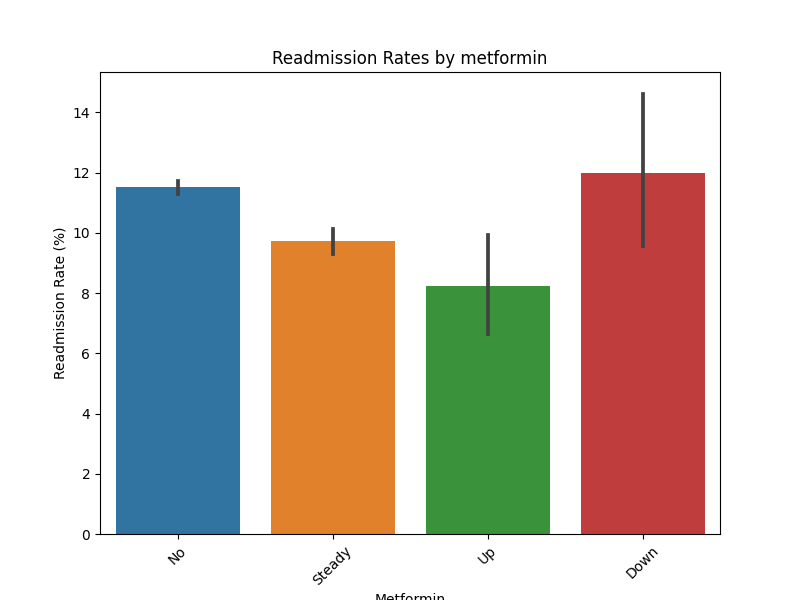 Readmission Rates by metformin
Readmission Rate (%)
14
12
10
8
6
4
2
0
No
Steady
Up
Down
Metformin